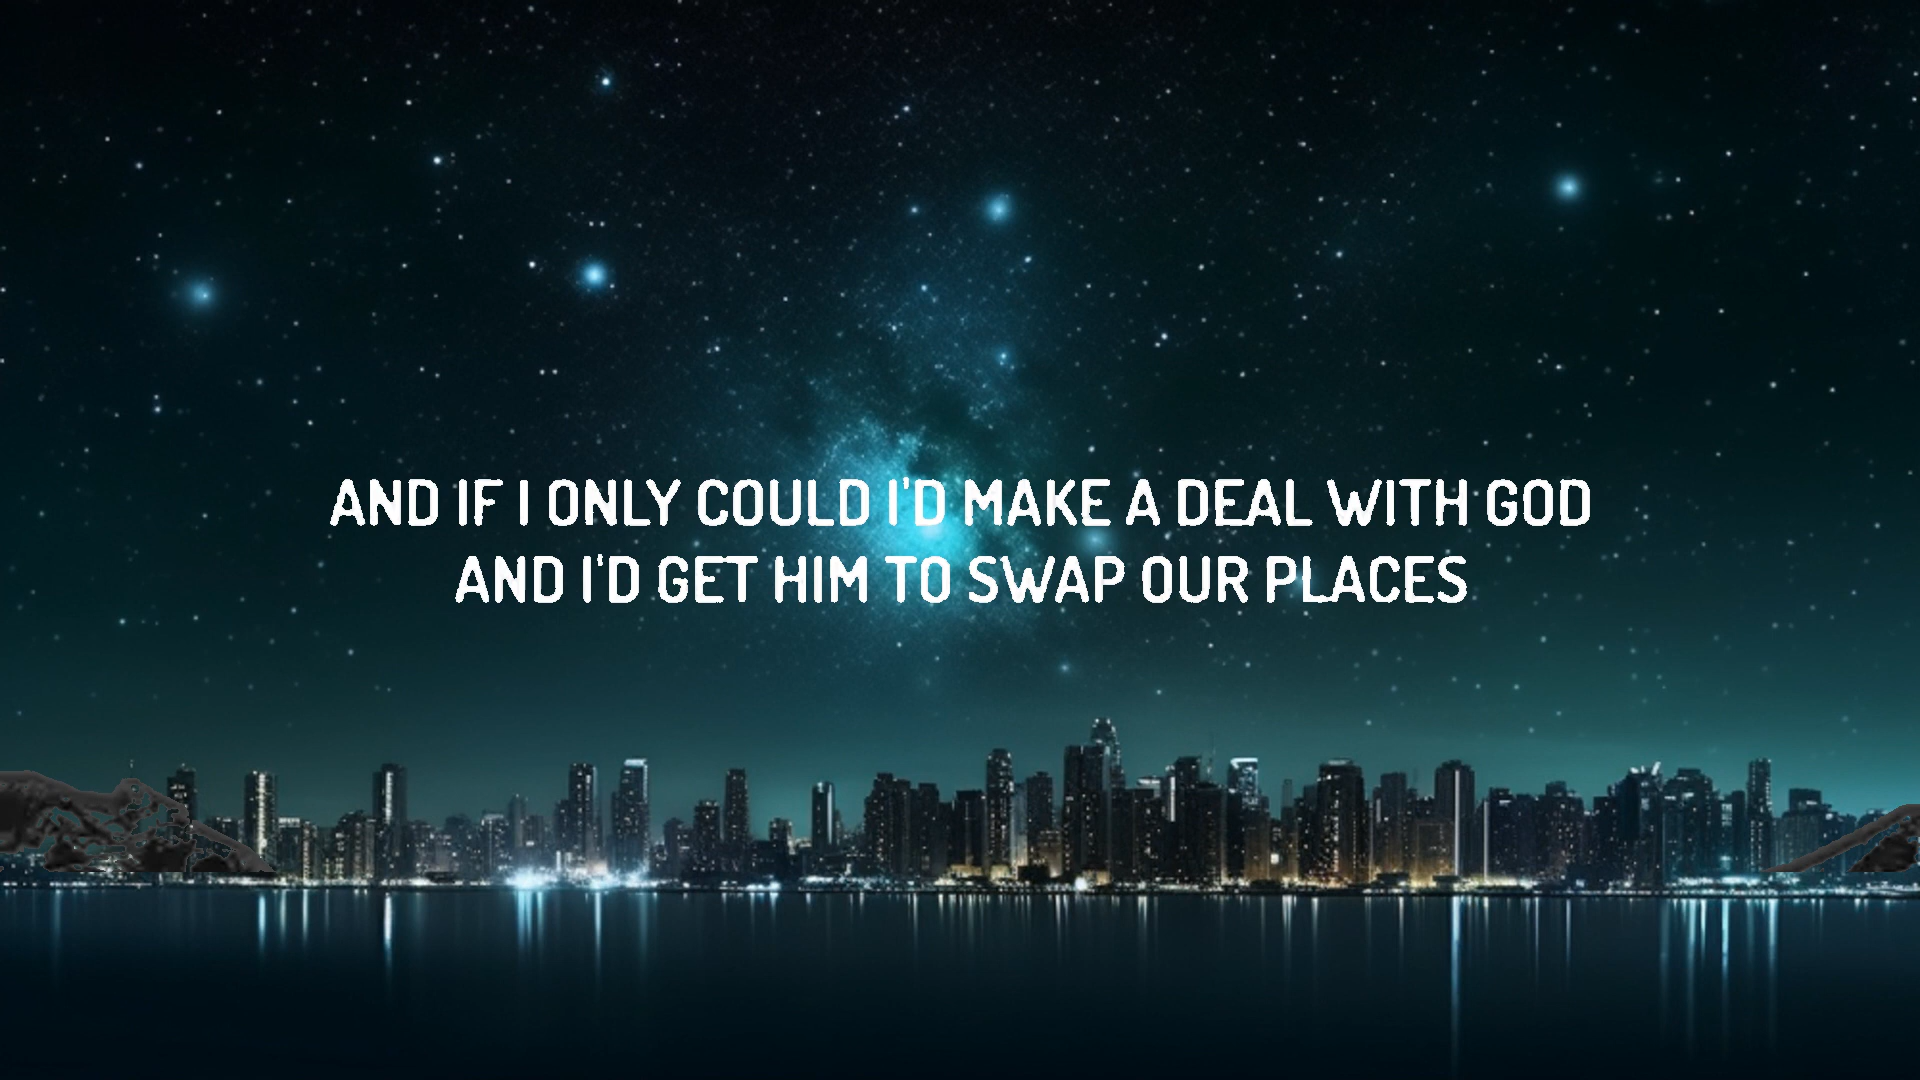 AND IF I ONLY COULD I'D MAKE A DEAL WITH GOD
AND I'D GET HIM TO SWAP OUR PLACES